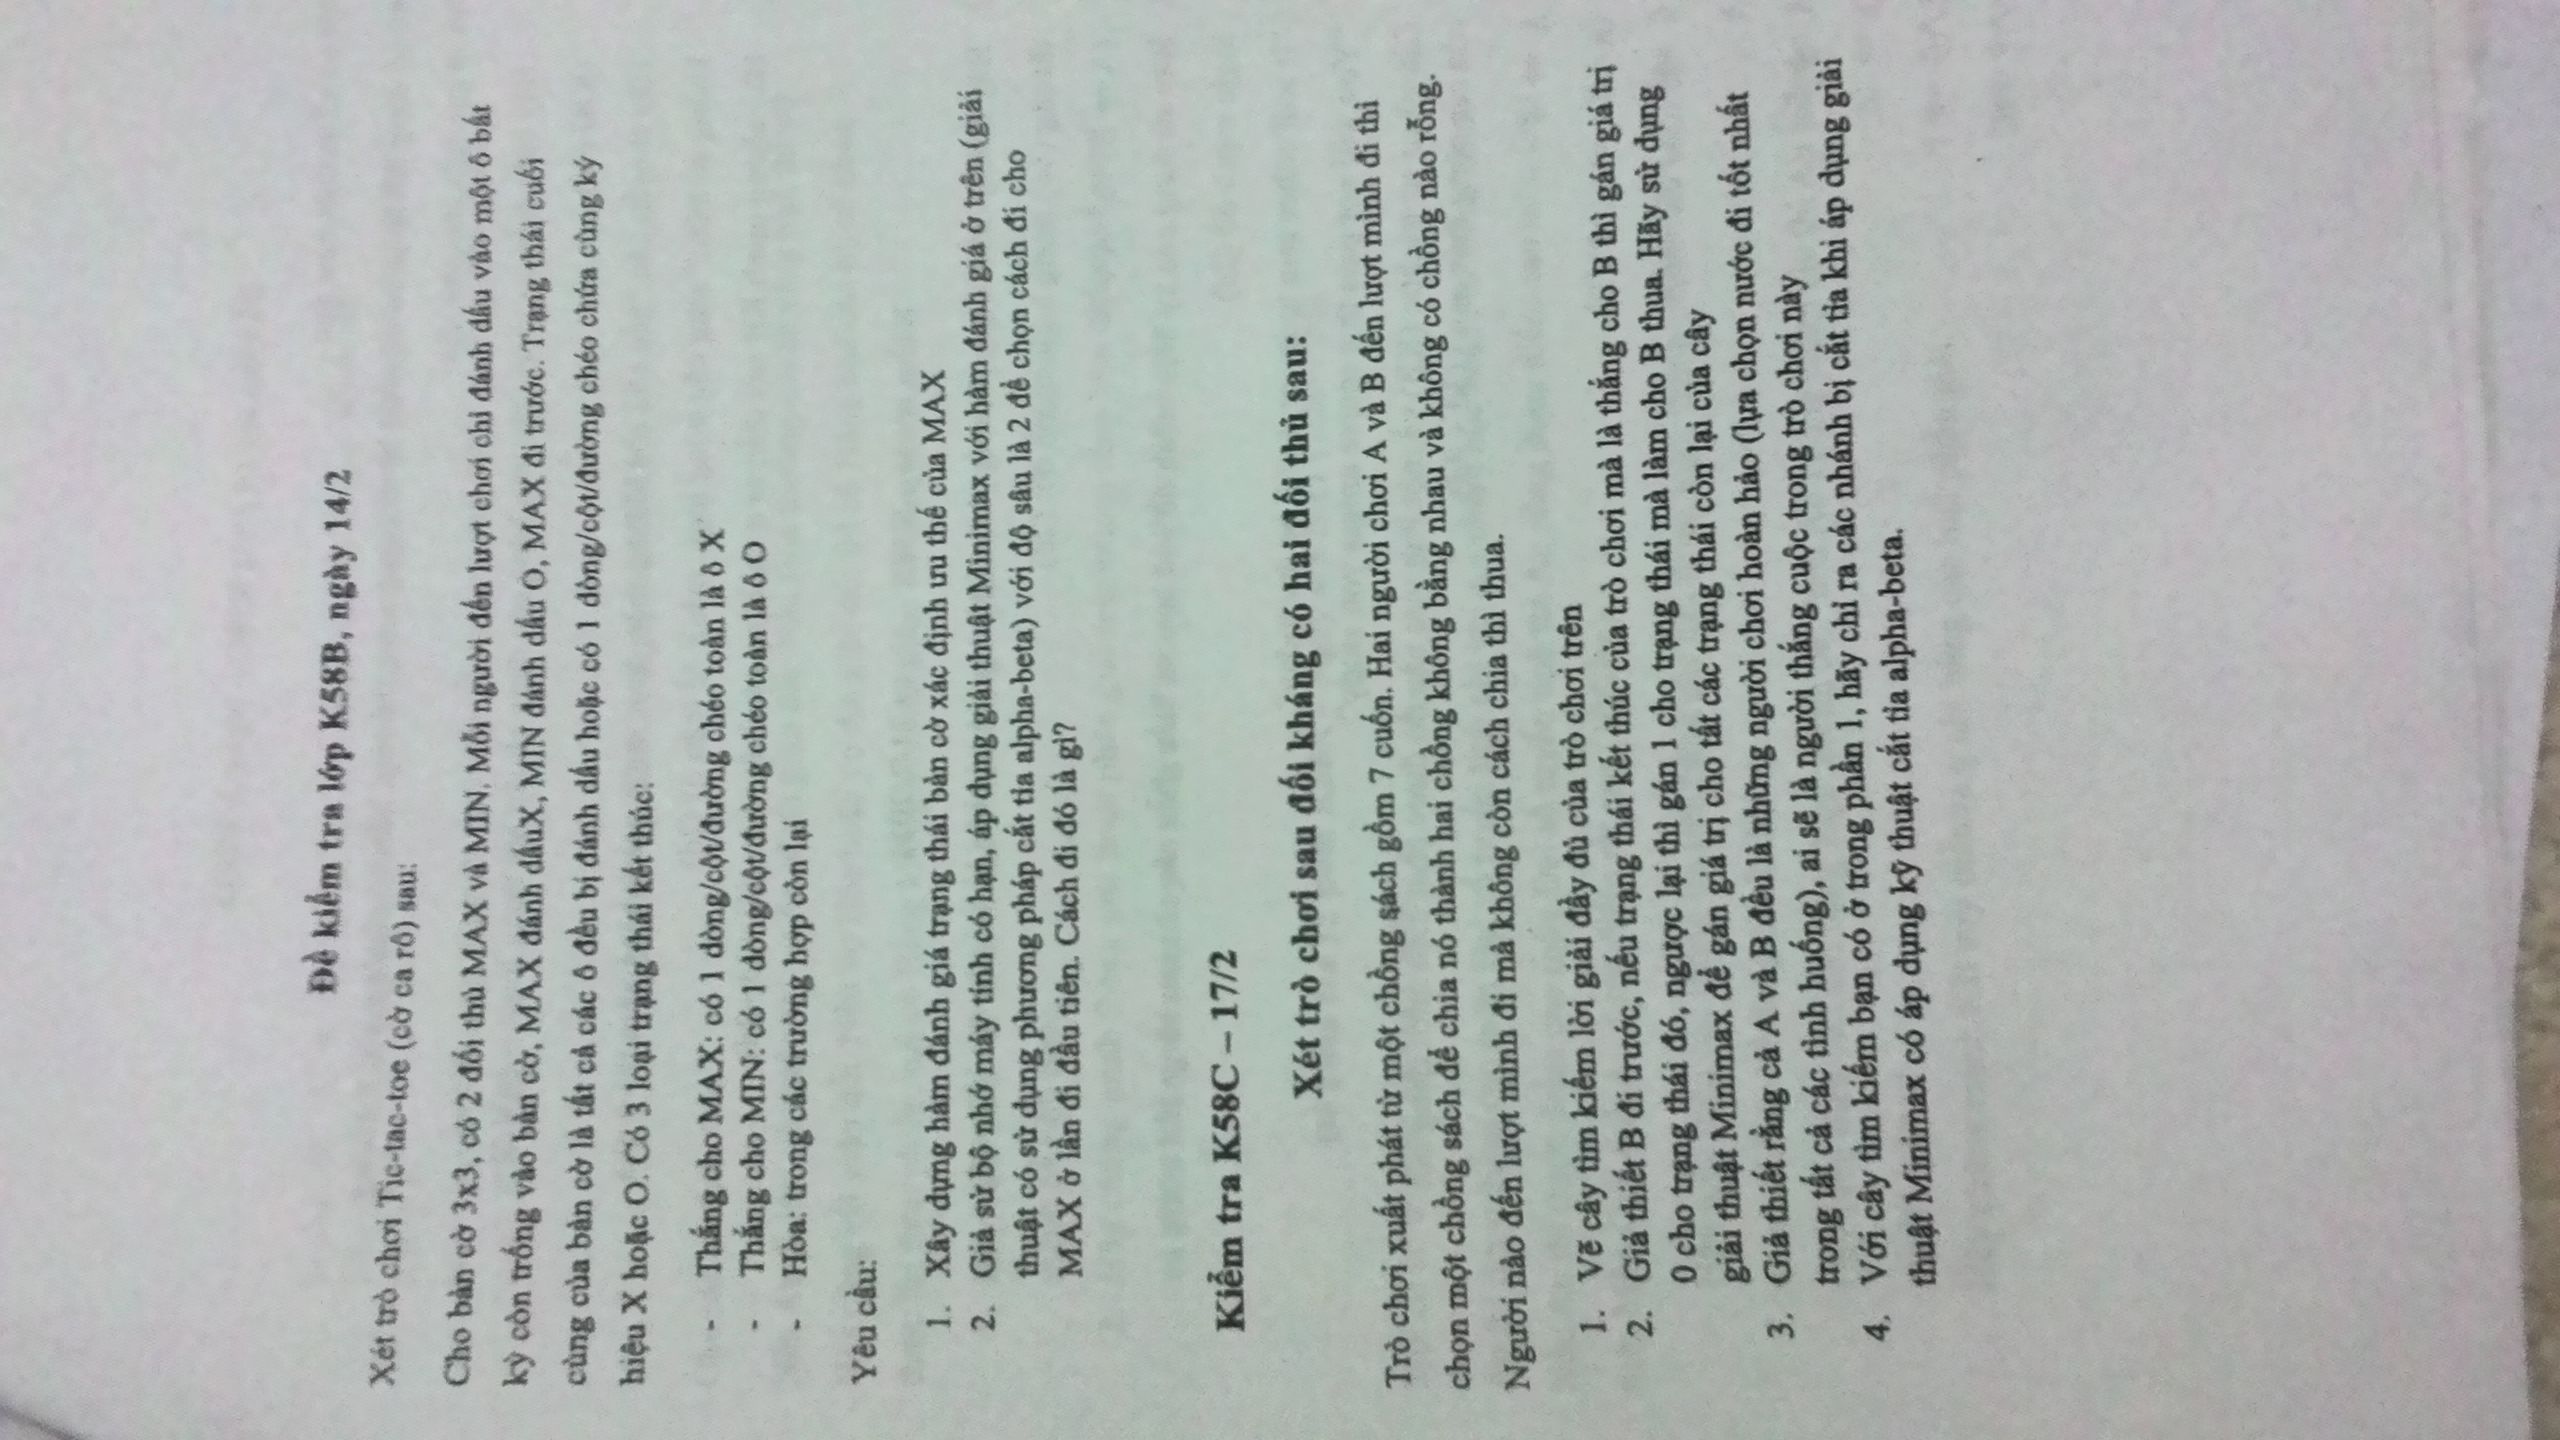 Đề kiểm tra lớp K58B, ngày 14/2
Xét trò chơi Tic-tac-toe (cờ ca rô) sau:
Cho bàn cờ 3x3, có 2 đối thủ MAX và MIN. Mỗi người đến lượt chơi chỉ đánh dấu vào một ô bất
kỳ còn trống vào bàn cờ, MAX đánh dấuX, MIN đánh dấu O, MAX đi trước. Trạng thái cuối
cùng của bàn cờ là tất cả các ô đều bị đánh dấu hoặc có 1 dòng/cột/đường chéo chứa cùng ký
hiệu X hoặc O. Có 3 loại trạng thái kết thúc:
- Thắng cho MAX: có 1 dòng/cột/đường chéo toàn là ô X
- Thắng cho MIN: có 1 dòng/cột/đường chéo toàn là ô O
- Hòa: trong các trường hợp còn lại
Yêu cầu:
1. Xây dựng hàm đánh giá trạng thái bàn cờ xác định ưu thế của MAX
2. Giả sử bộ nhớ máy tính có hạn, áp dụng giải thuật Minimax với hàm đánh giá ở trên (giải
thuật có sử dụng phương pháp cắt tỉa alpha-beta) với độ sâu là 2 để chọn cách đi cho
MAX ở lần đi đầu tiên. Cách đi đó là gì?
Kiểm tra K58C – 17/2
Xét trò chơi sau đối kháng có hai đối thủ sau:
Trò chơi xuất phát từ một chồng sách gồm 7 cuốn. Hai người chơi A và B đến lượt mình đi thì
chọn một chồng sách để chia nó thành hai chồng không bằng nhau và không có chồng nào rỗng.
Người nào đến lượt mình đi mà không còn cách chia thì thua.
1. Vẽ cây tìm kiếm lời giải đầy đủ của trò chơi trên
2. Giả thiết B đi trước, nếu trạng thái kết thúc của trò chơi mà là thắng cho B thì gán giá trị
0 cho trạng thái đó, ngược lại thì gán 1 cho trạng thái mà làm cho B thua. Hãy sử dụng
giải thuật Minimax để gán giá trị cho tất các trạng thái còn lại của cây
3. Giả thiết rằng cả A và B đều là những người chơi hoàn hảo (lựa chọn nước đi tốt nhất
trong tất cả các tình huống), ai sẽ là người thắng cuộc trong trò chơi này
4. Với cây tìm kiếm bạn có ở trong phần 1, hãy chỉ ra các nhánh bị cắt tỉa khi áp dụng giải
thuật Minimax có áp dụng kỹ thuật cắt tỉa alpha-beta.